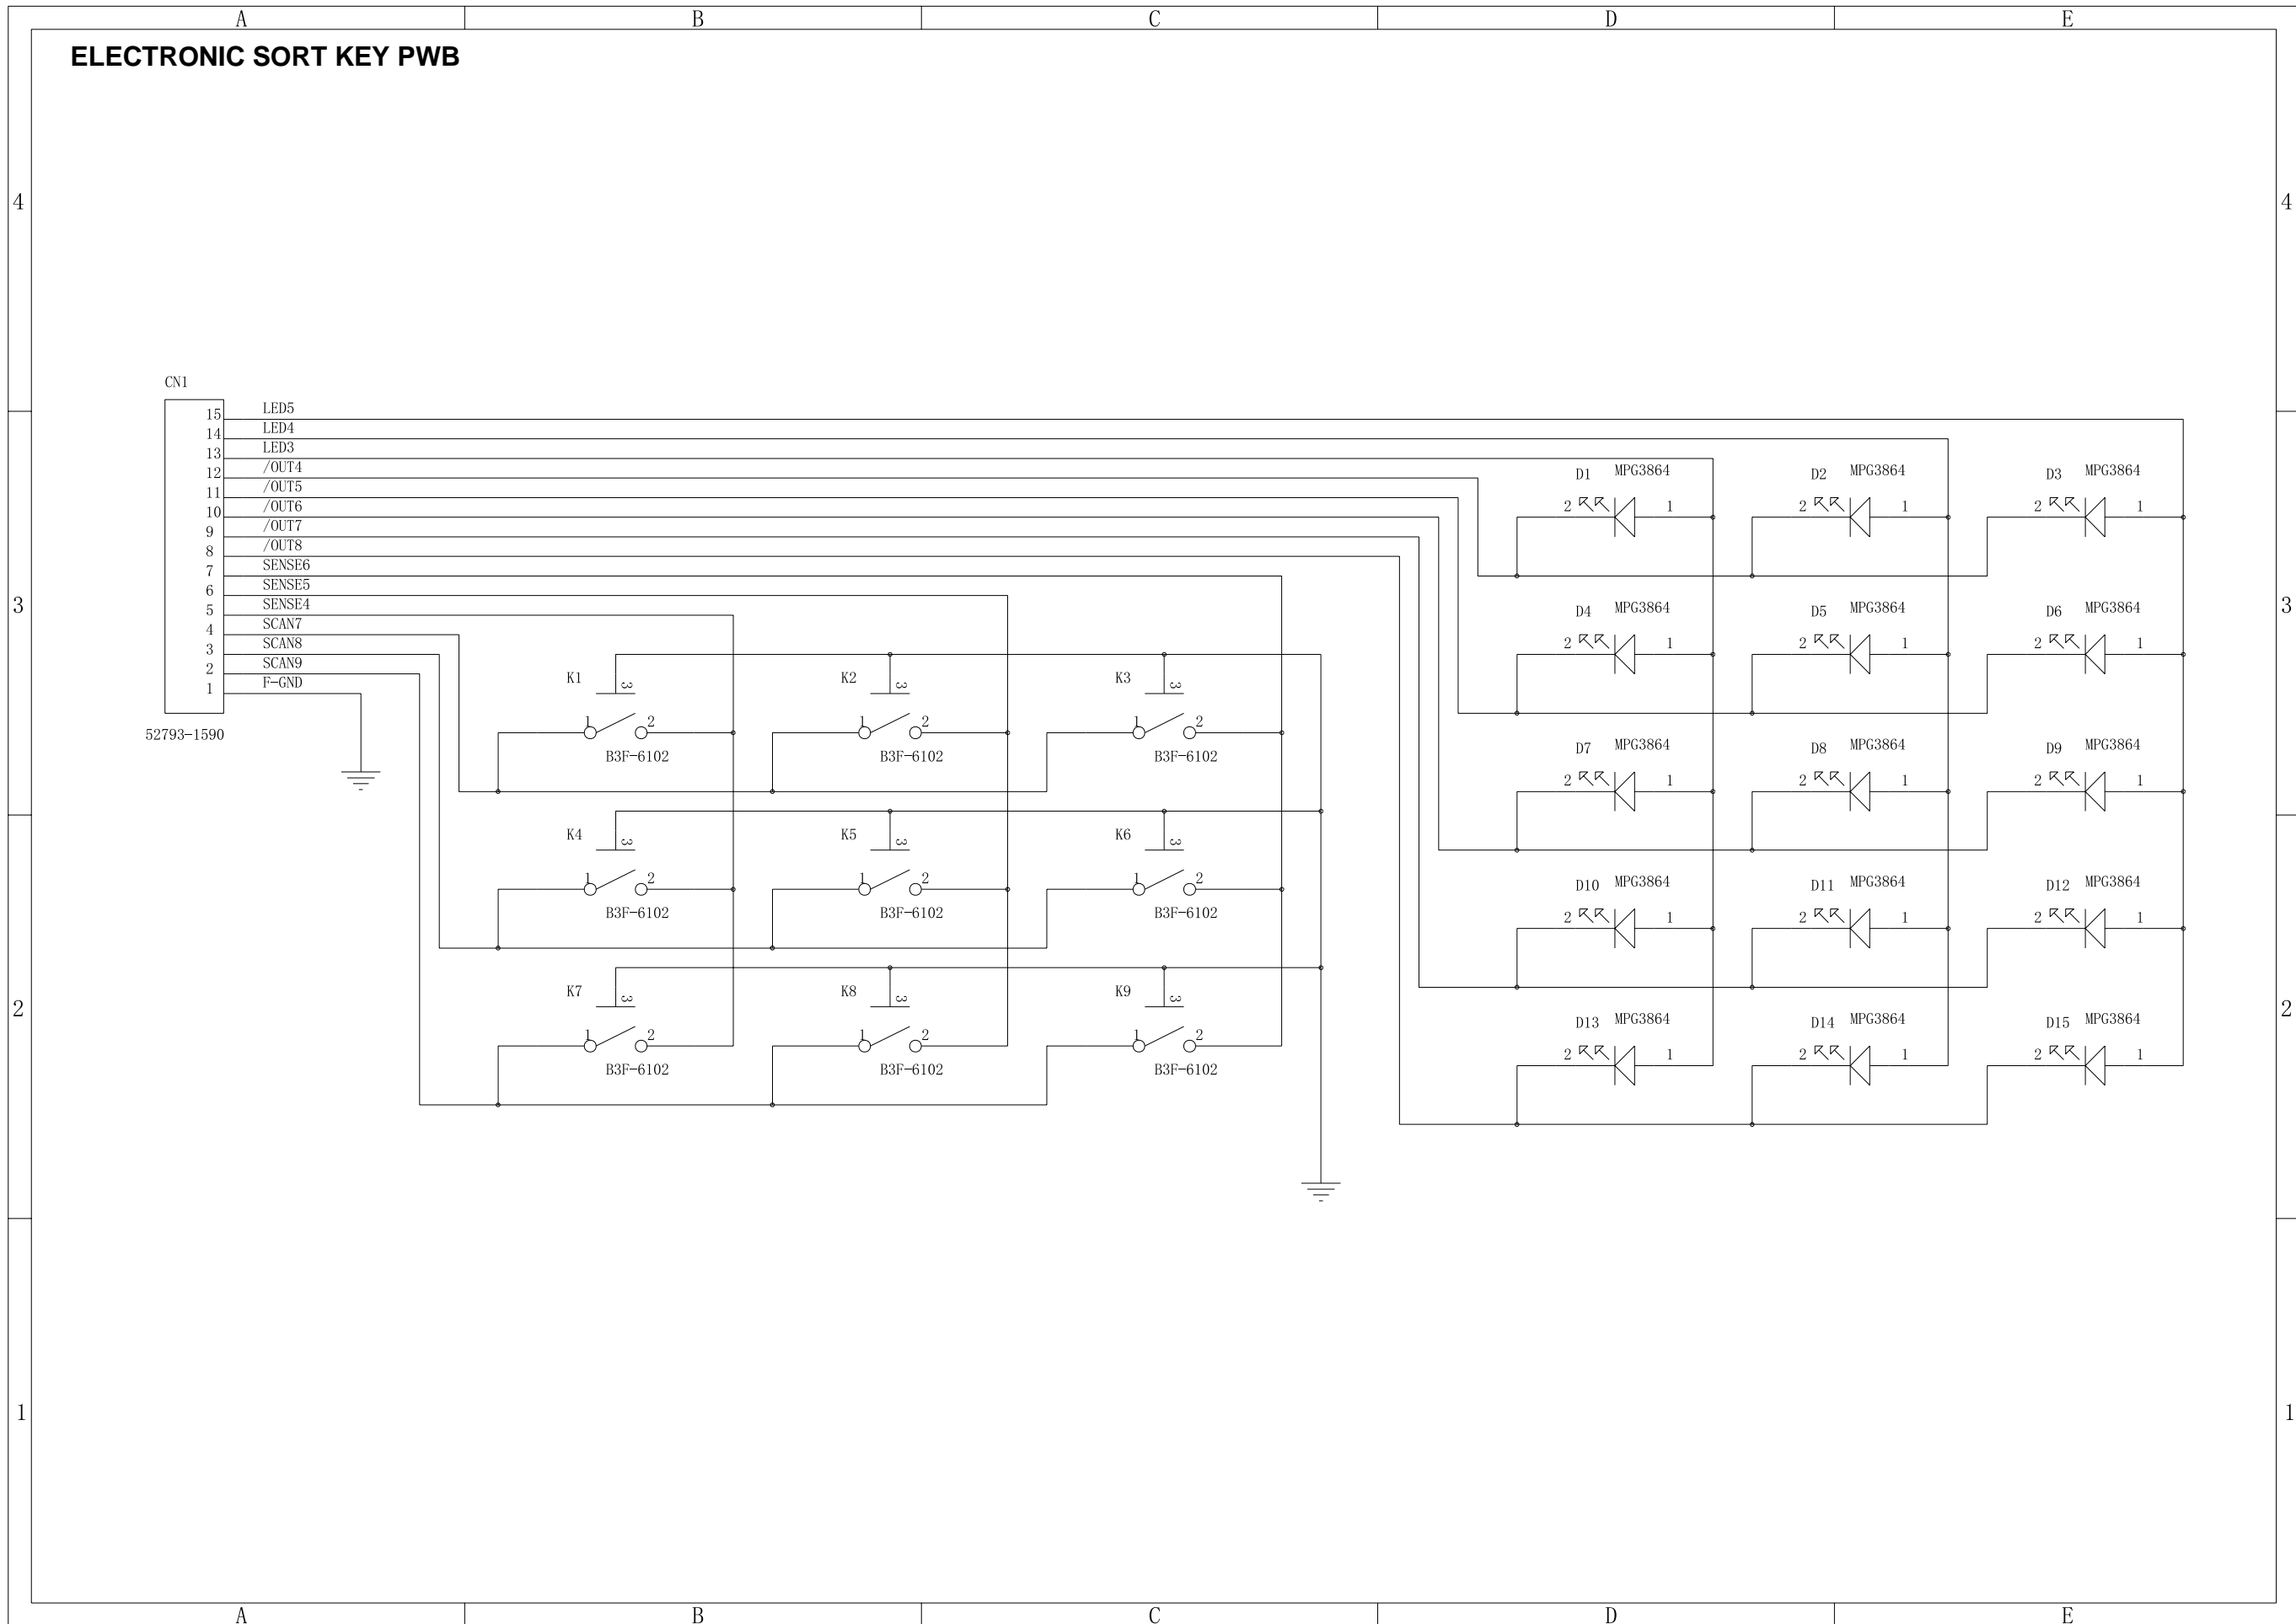 A B C D E
ELECTRONIC SORT KEY PWB
4 4
CN1
15 LED5
14 LED4
13 LED3
12 /OUT4
11 /OUT5
10 /OUT6
9 /OUT7
8 /OUT8
7 SENSE6
6 SENSE5
5 SENSE4
4 SCAN7
3 SCAN8
2 SCAN9
1 F-GND
52793-1590
3 3
K1 3 K2 3 K3 3
1 2 1 2 1 2
B3F-6102 B3F-6102 B3F-6102
K4 3 K5 3 K6 3
1 2 1 2 1 2
B3F-6102 B3F-6102 B3F-6102
K7 3 K8 3 K9 3
1 2 1 2 1 2
B3F-6102 B3F-6102 B3F-6102
D1 MPG3864 D2 MPG3864 D3 MPG3864
2 1 2 1 2 1
D4 MPG3864 D5 MPG3864 D6 MPG3864
2 1 2 1 2 1
D7 MPG3864 D8 MPG3864 D9 MPG3864
2 1 2 1 2 1
D10 MPG3864 D11 MPG3864 D12 MPG3864
2 1 2 1 2 1
D13 MPG3864 D14 MPG3864 D15 MPG3864
2 1 2 1 2 1
2 2
1 1
A B C D E